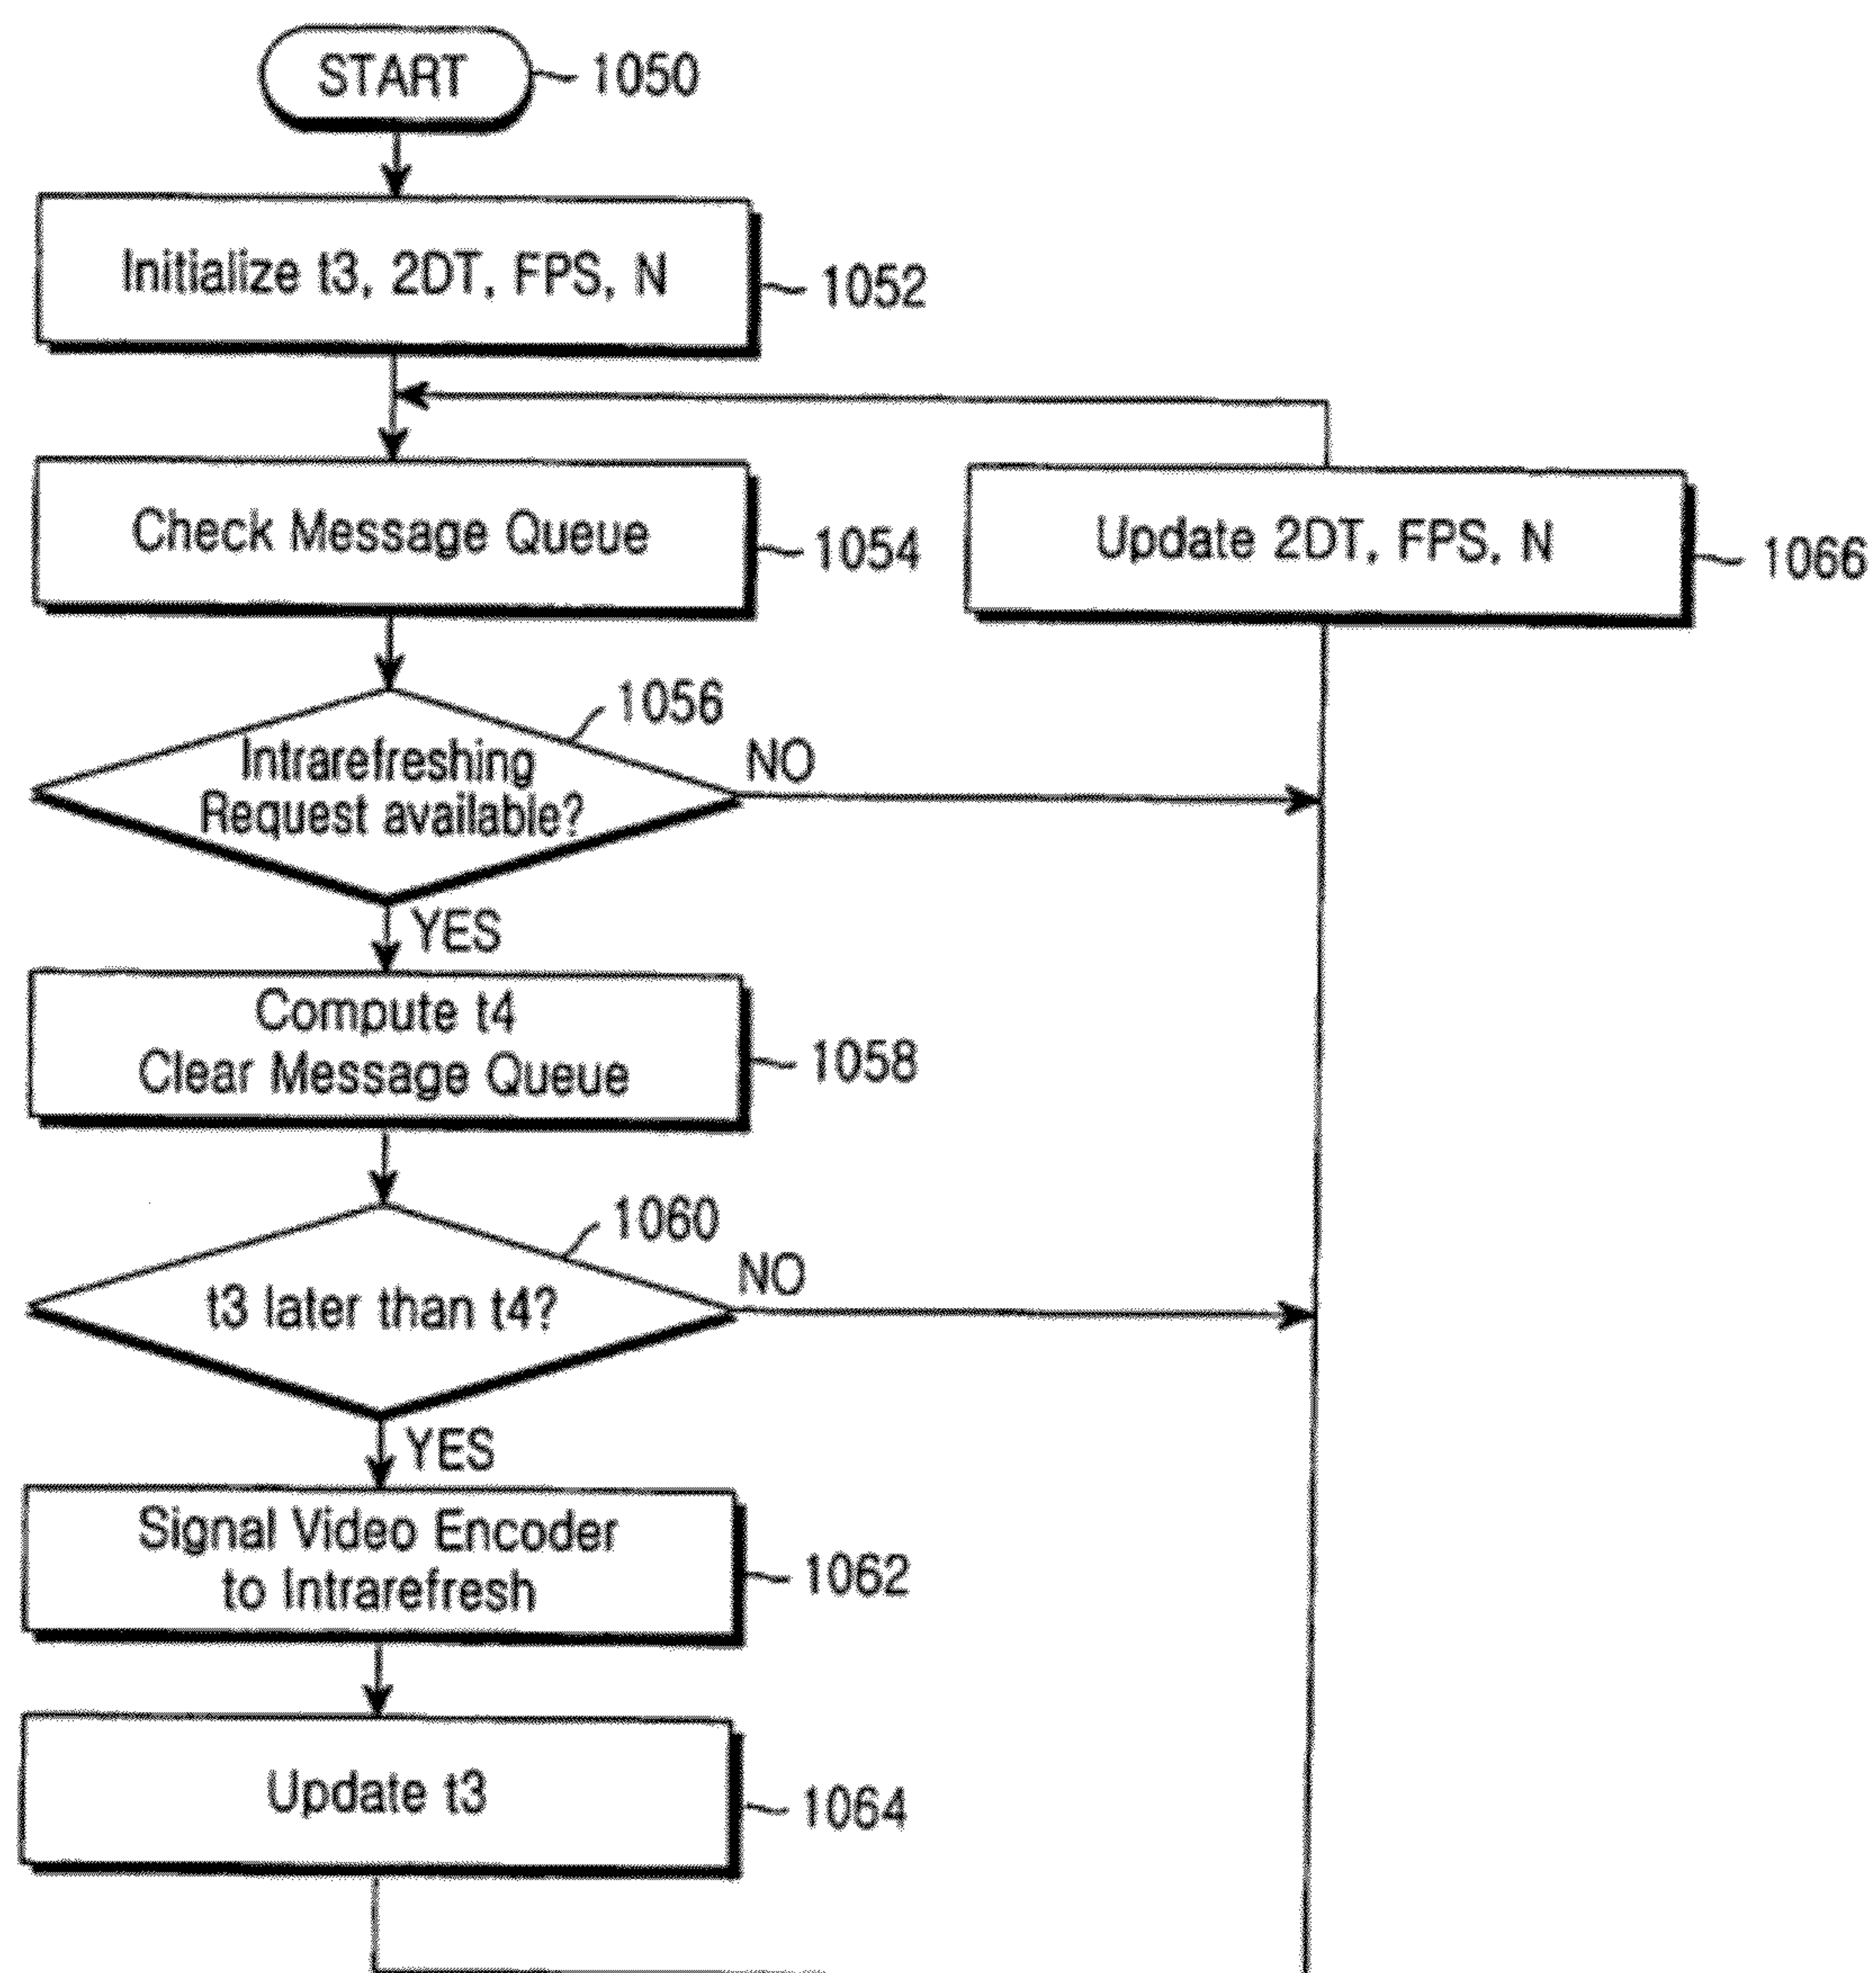 START
1050
Initialize t3, 2DT, FPS, N
1052
Check Message Queue
1054
Update 2DT, FPS, N
1066
1056
Intrarefreshing
Request available?
NO
YES
Compute t4
Clear Message Queue
1058
1060
t3 later than t4?
NO
YES
Signal Video Encoder
to Intrarefresh
1062
Update t3
1064